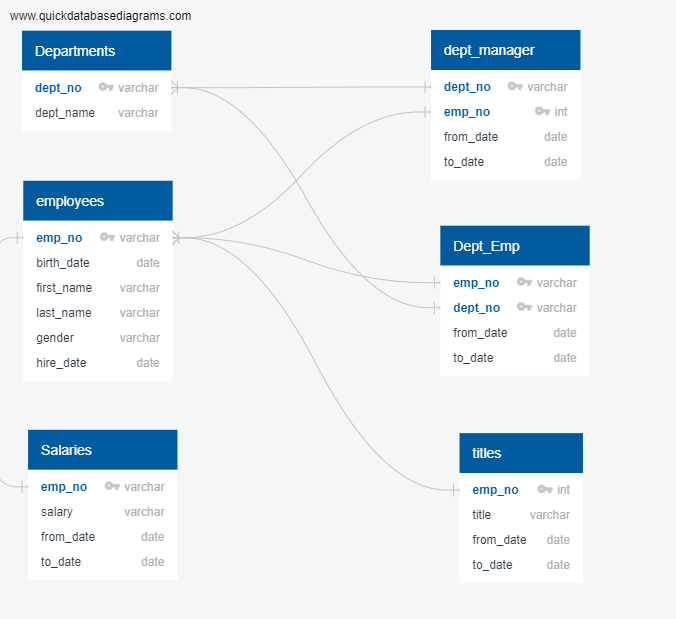 www.quickdatabasediagrams.com
Departments
dept_no varchar
dept_name varchar
dept_manager
dept_no varchar
emp_no int
from_date date
to_date date
employees
emp_no varchar
birth_date date
first_name varchar
last_name varchar
gender varchar
hire_date date
Dept_Emp
emp_no varchar
dept_no varchar
from_date date
to_date date
Salaries
emp_no varchar
salary varchar
from_date date
to_date date
titles
emp_no int
title varchar
from_date date
to_date date